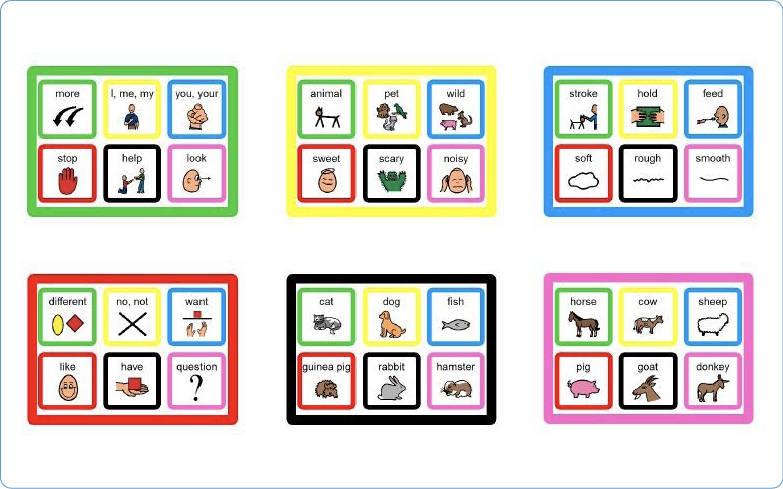 more
I, me, my
you, your
stop
help
look
animal
pet
wild
sweet
scary
noisy
stroke
hold
feed
soft
rough
smooth
different
no, not
want
like
have
question
?
cat
dog
fish
guinea pig
rabbit
hamster
horse
cow
sheep
pig
goat
donkey